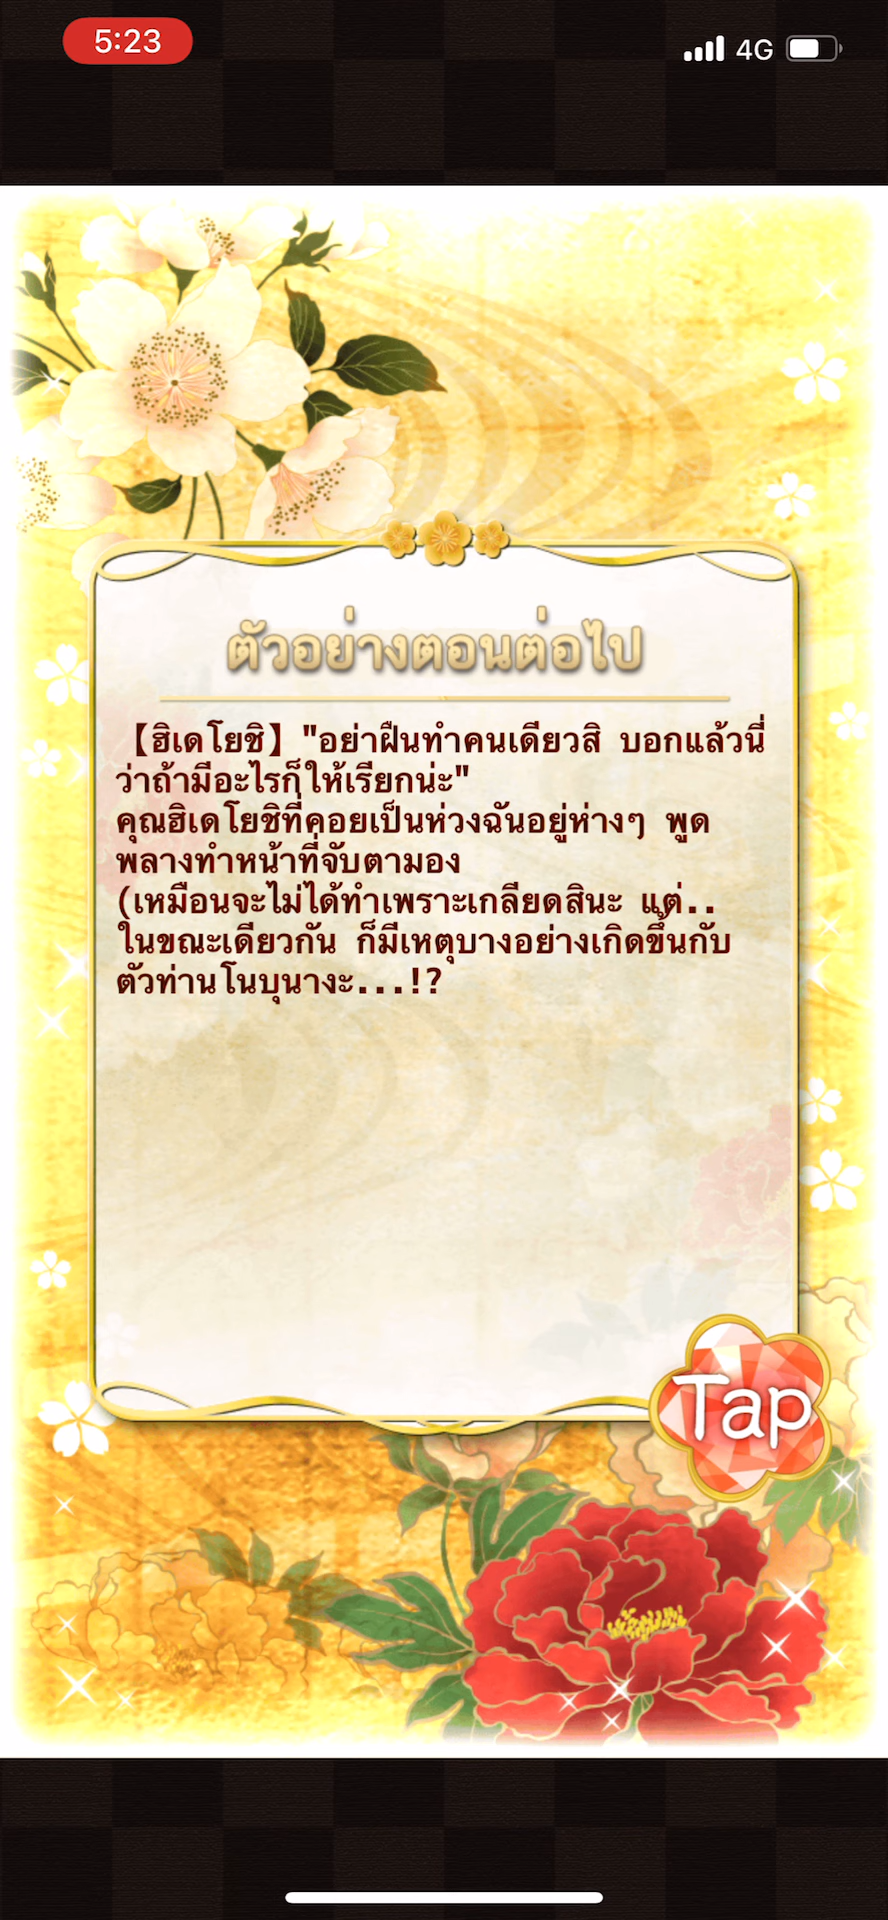 5:23
4G
ตัวอย่างตอนต่อไป
【ฮิเดโยชิ】"อย่าฝืนทำคนเดียวสิ บอกแล้วนี่
ว่าถ้ามีอะไรก็ให้เรียกน่ะ"
คุณฮิเดโยชิที่คอยเป็นห่วงฉันอยู่ห่างๆ พูด
พลางทำหน้าที่จับตามอง
(เหมือนจะไม่ได้ทำเพราะเกลียดสินะ แต่..
ในขณะเดียวกัน ก็มีเหตุบางอย่างเกิดขึ้นกับ
ตัวท่านโนบุนางะ...!?
Tap